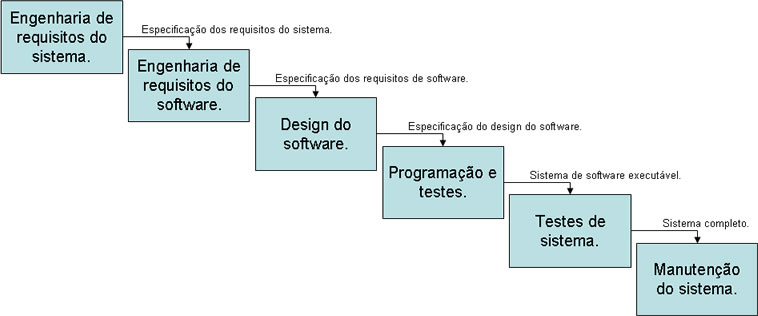 Engenharia de
requisitos do
sistema.
Especificação dos requisitos do sistema.
Engenharia de
requisitos do
software.
Especificação dos requisitos de software.
Design do
software.
Especificação do design do software.
Programação e
testes.
Sistema de software executável.
Testes de
sistema.
Sistema completo.
Manutenção
do sistema.